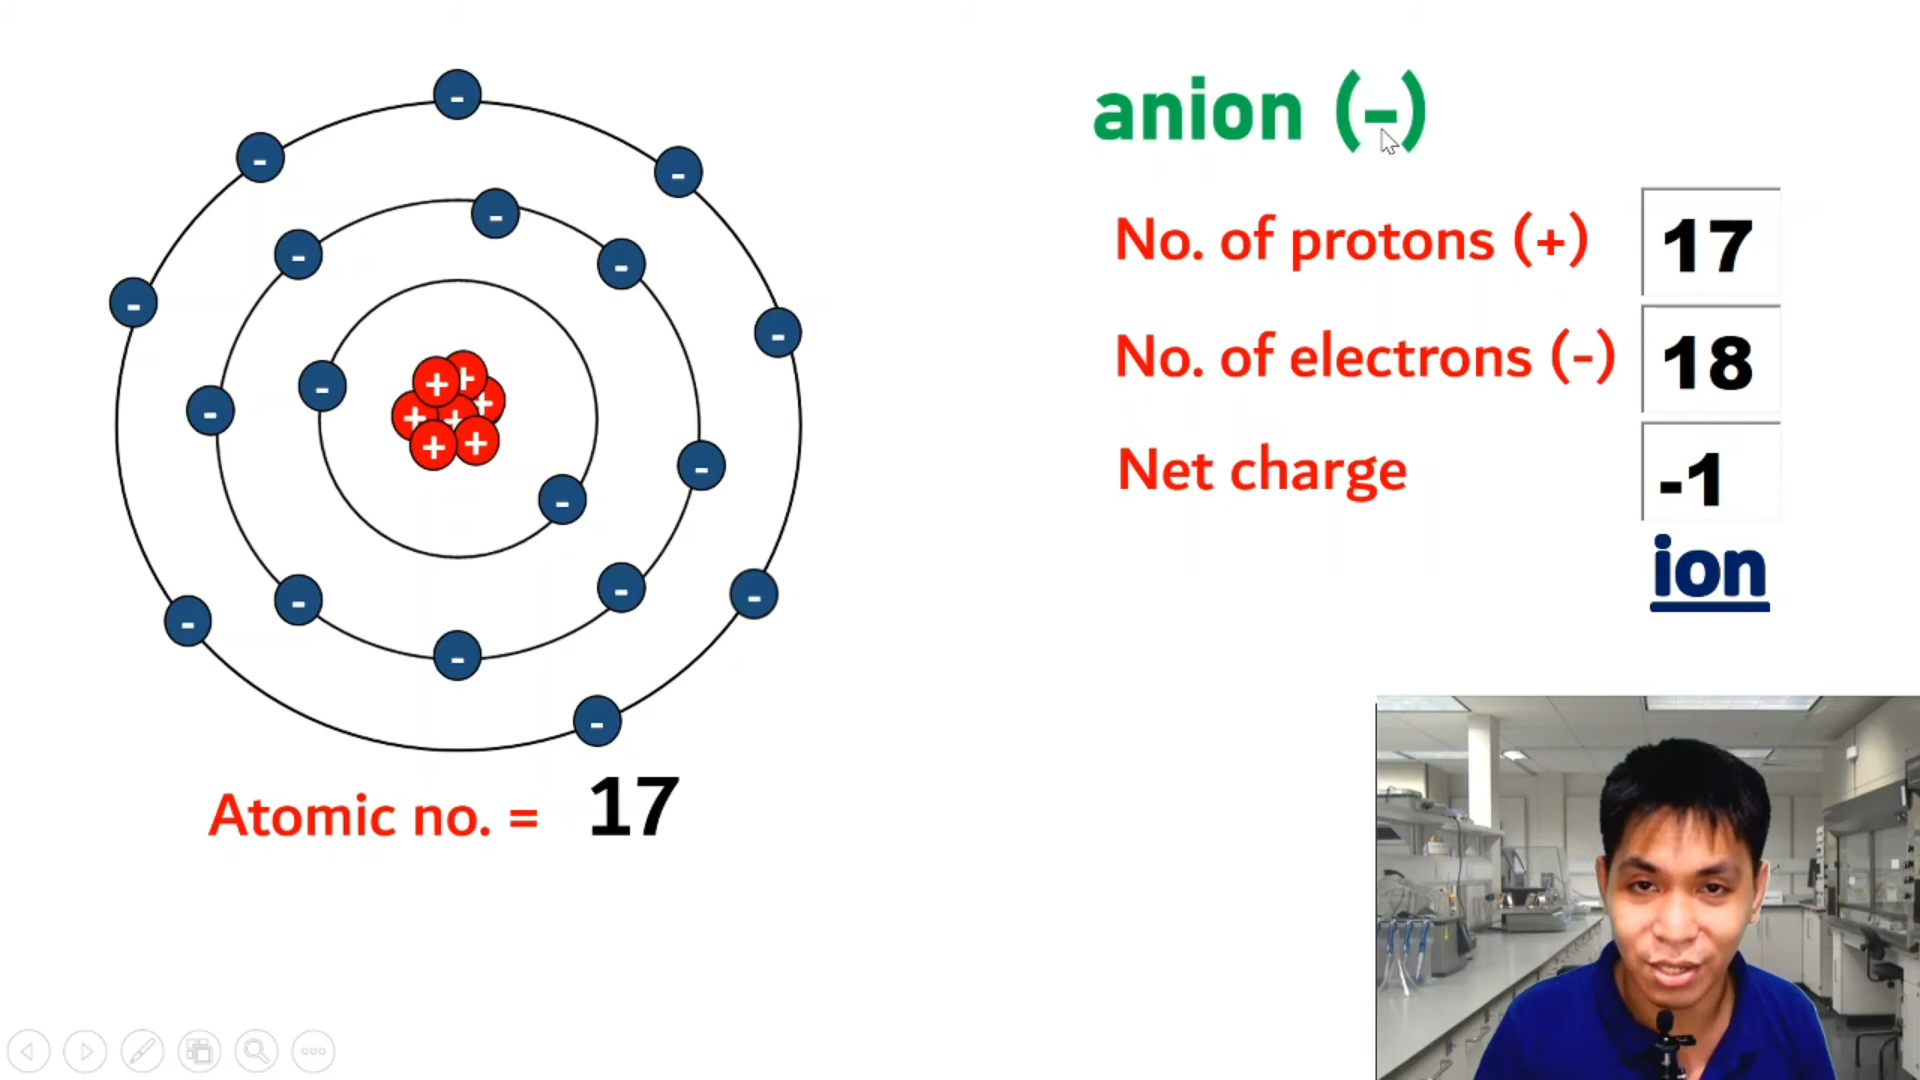 anion (-)
No. of protons (+) 17
No. of electrons (-) 18
Net charge -1
ion
Atomic no. = 17